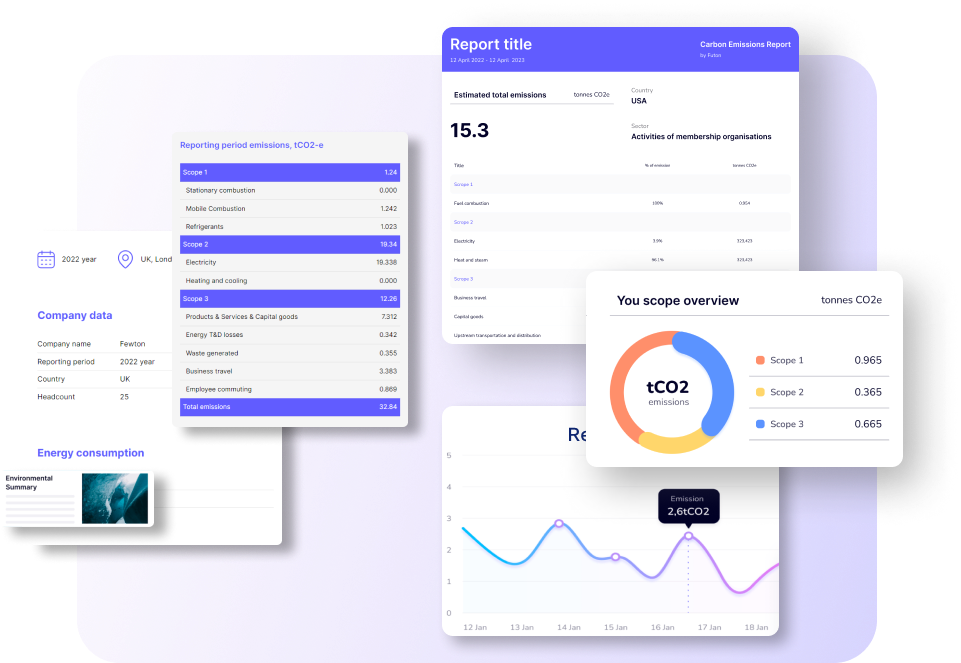 Report title
Carbon Emissions Report
12 April 2022 - 12 April 2023
by Futon
Estimated total emissions tonnes CO2e
Country
USA
15.3
Sector
Activities of membership organisations
Title % of emission tonnes CO2e
Scrope 1
Fuel combustion 100% 0.954
Scrope 2
Electricity 3.9% 323,423
Heat and steam 96.1% 323,423
Scrope 3
Business travel
Capital goods
Upstream transportation and distribution
Reporting period emissions, tCO2-e
Scope 1 1.24
Stationary combustion 0.000
Mobile Combustion 1.242
Refrigerants 1.023
Scope 2 19.34
Electricity 19.338
Heating and cooling 0.000
Scope 3 12.26
Products & Services & Capital goods 7.312
Energy T&D losses 0.342
Waste generated 0.355
Business travel 3.383
Employee commuting 0.869
Total emissions 32.84
2022 year UK, Lond
Company data
Company name Fewton
Reporting period 2022 year
Country UK
Headcount 25
Energy consumption
Environmental
Summary
You scope overview tonnes CO2e
tCO2
emissions
Scope 1 0.965
Scope 2 0.365
Scope 3 0.665
Re
5
4
3
2
1
0
Emission
2,6tCO2
12 Jan 13 Jan 14 Jan 15 Jan 16 Jan 17 Jan 18 Jan